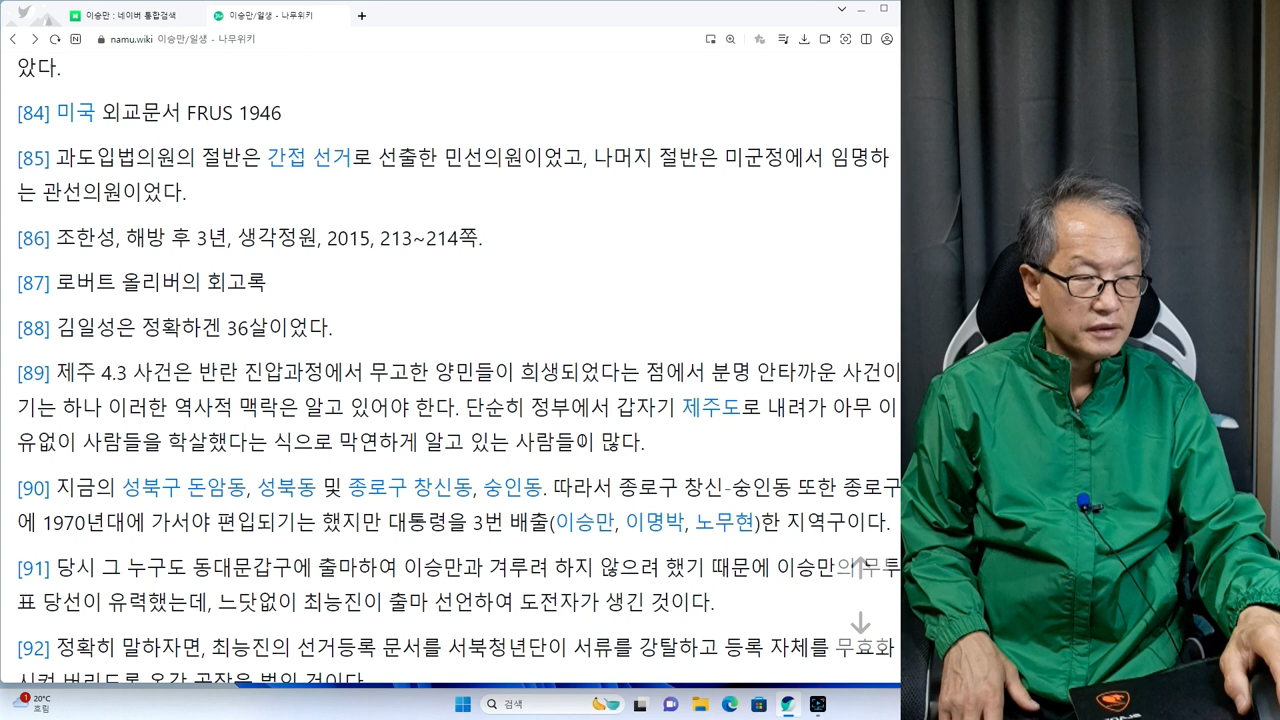 이승만 : 네이버 통합검색
이승만/일생 - 나무위키
namu.wiki 이승만/일생 - 나무위키
았다.
[84] 미국 외교문서 FRUS 1946
[85] 과도입법의원의 절반은 간접 선거로 선출한 민선의원이었고, 나머지 절반은 미군정에서 임명하
는 관선의원이었다.
[86] 조한성, 해방 후 3년, 생각정원, 2015, 213~214쪽.
[87] 로버트 올리버의 회고록
[88] 김일성은 정확하겐 36살이었다.
[89] 제주 4.3 사건은 반란 진압과정에서 무고한 양민들이 희생되었다는 점에서 분명 안타까운 사건이
기는 하나 이러한 역사적 맥락은 알고 있어야 한다. 단순히 정부에서 갑자기 제주도로 내려가 아무 이
유없이 사람들을 학살했다는 식으로 막연하게 알고 있는 사람들이 많다.
[90] 지금의 성북구 돈암동, 성북동 및 종로구 창신동, 숭인동. 따라서 종로구 창신-숭인동 또한 종로구
에 1970년대에 가서야 편입되기는 했지만 대통령을 3번 배출(이승만, 이명박, 노무현)한 지역구이다.
[91] 당시 그 누구도 동대문갑구에 출마하여 이승만과 겨루려 하지 않으려 했기 때문에 이승만의 무투
표 당선이 유력했는데, 느닷없이 최능진이 출마 선언하여 도전자가 생긴 것이다.
[92] 정확히 말하자면, 최능진의 선거등록 문서를 서북청년단이 서류를 강탈하고 등록 자체를 무효화
시켜 버리도록 온갖 공작을 벌인 것이다.
1
20°C
흐림
검색